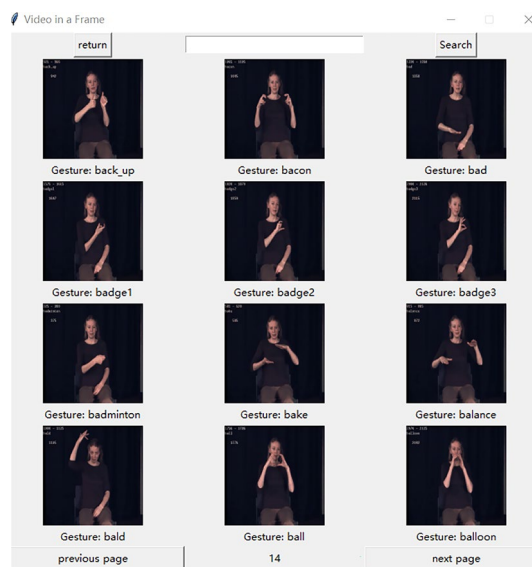 Video in a Frame
return
Search
Gesture: back_up
Gesture: bacon
Gesture: bad
Gesture: badge1
Gesture: badge2
Gesture: badge3
Gesture: badminton
Gesture: bake
Gesture: balance
Gesture: bald
Gesture: ball
Gesture: balloon
previous page
14
next page